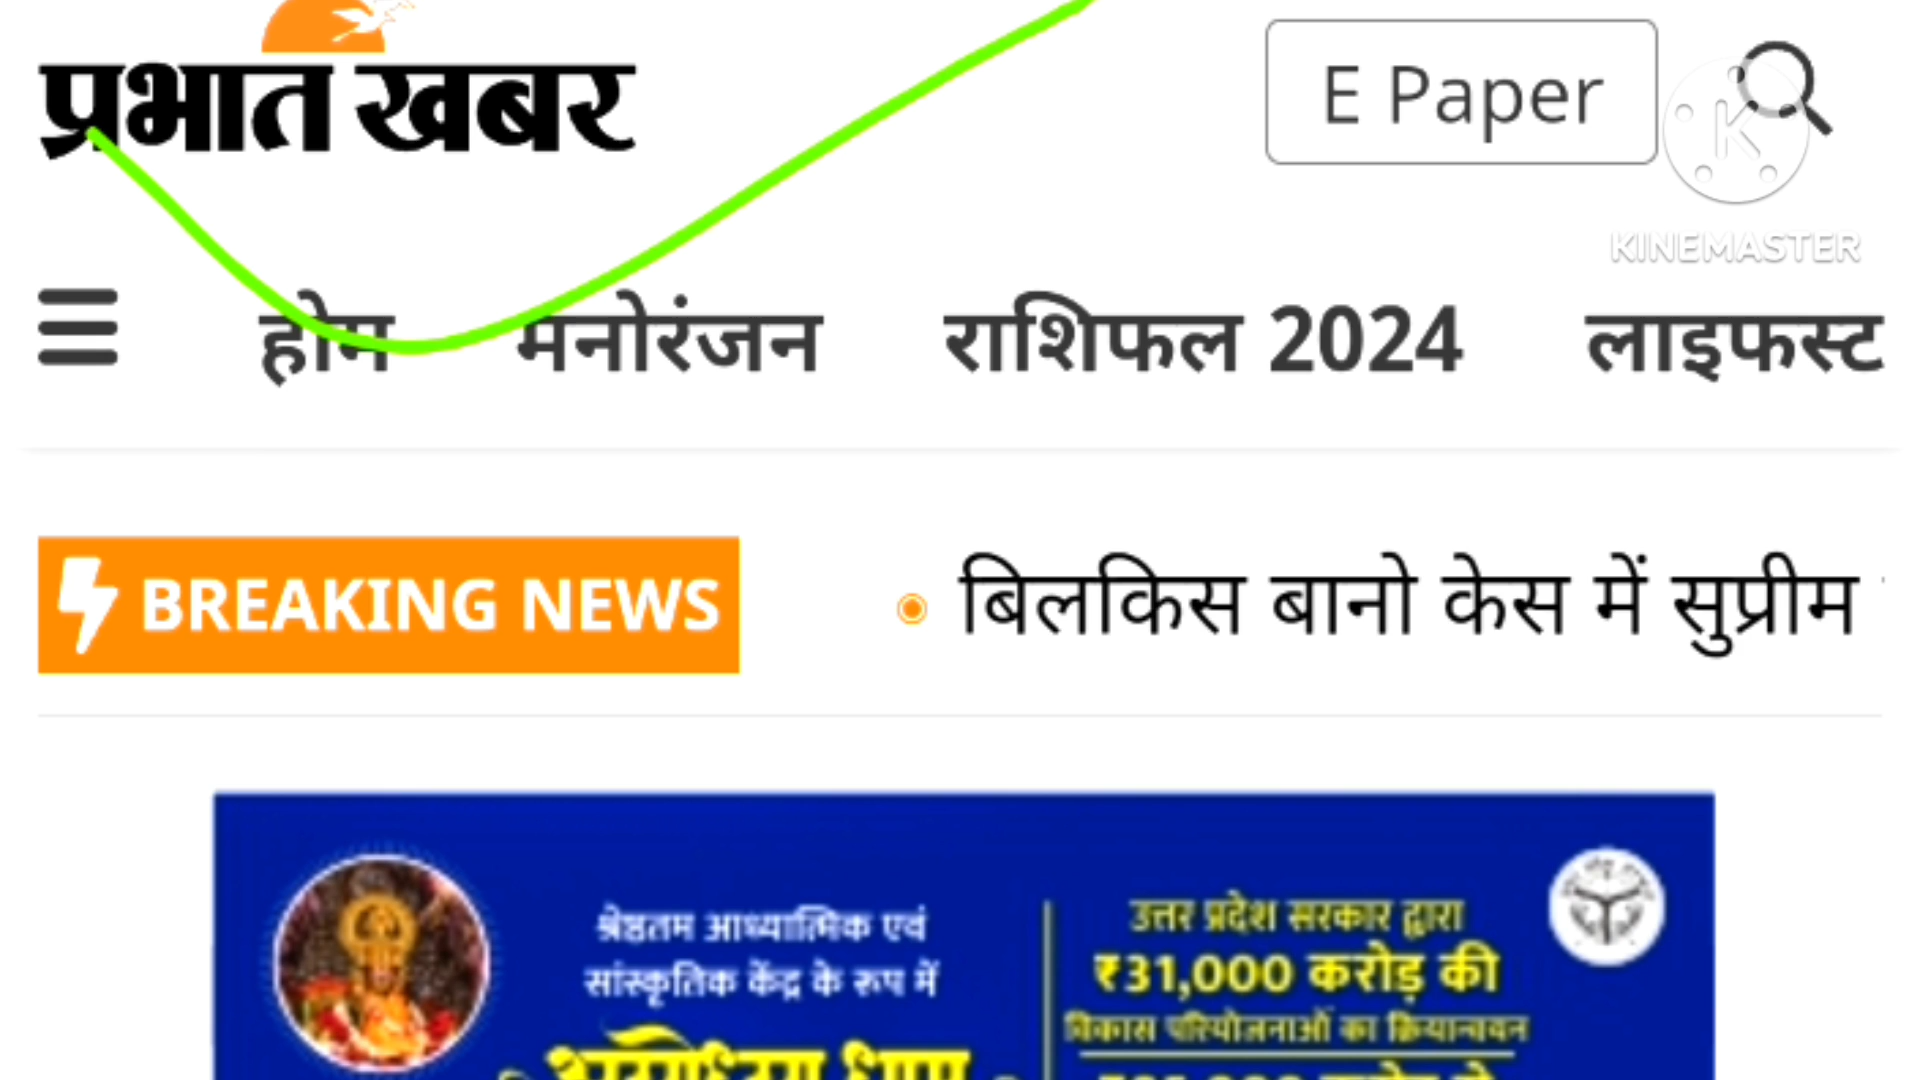 प्रभात खबर
E Paper
KINEMASTER
होम मनोरंजन राशिफल 2024 लाइफस्ट
BREAKING NEWS
बिलकिस बानो केस में सुप्रीम
श्रेष्ठतम आध्यात्मिक एवं
सांस्कृतिक केंद्र के रूप में
उत्तर प्रदेश सरकार द्वारा
₹31,000 करोड़ की
विकास परियोजनाओं का क्रियान्वयन